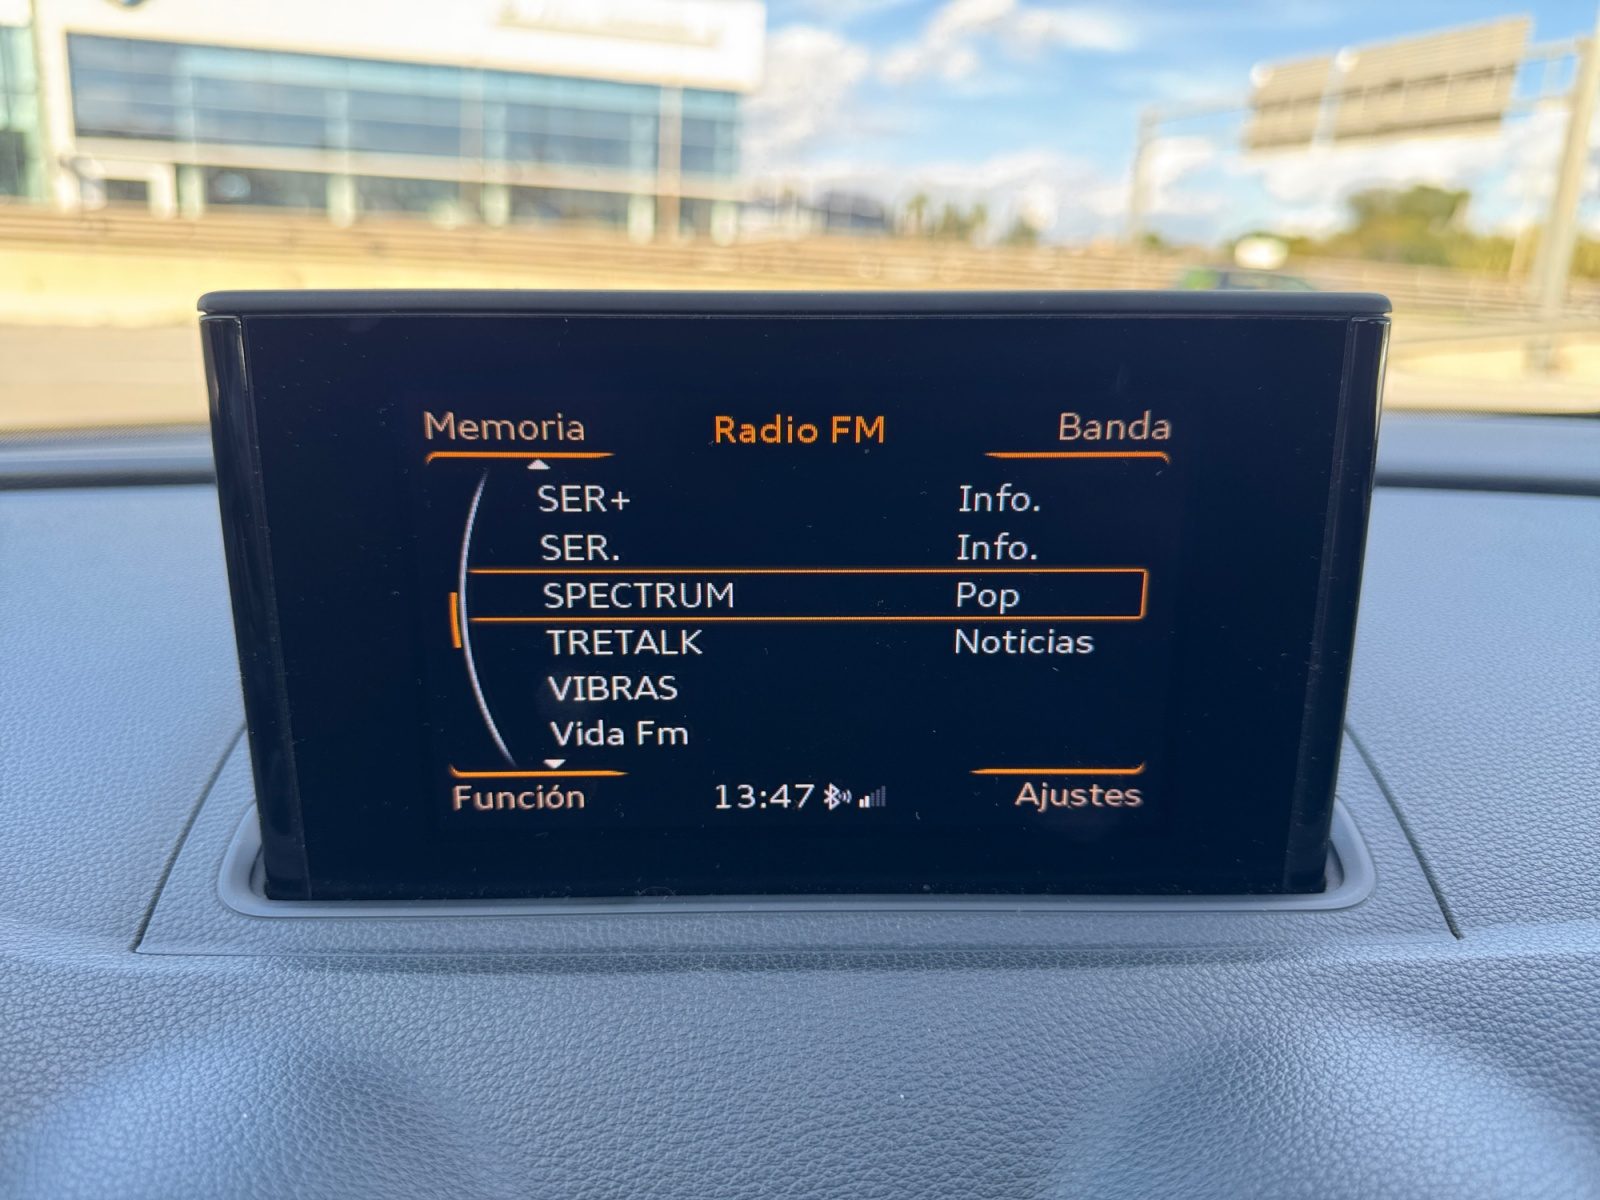 Memoria Radio FM Banda
SER+ Info.
SER. Info.
SPECTRUM Pop
TRETALK Noticias
VIBRAS
Vida Fm
Función 13:47 Ajustes